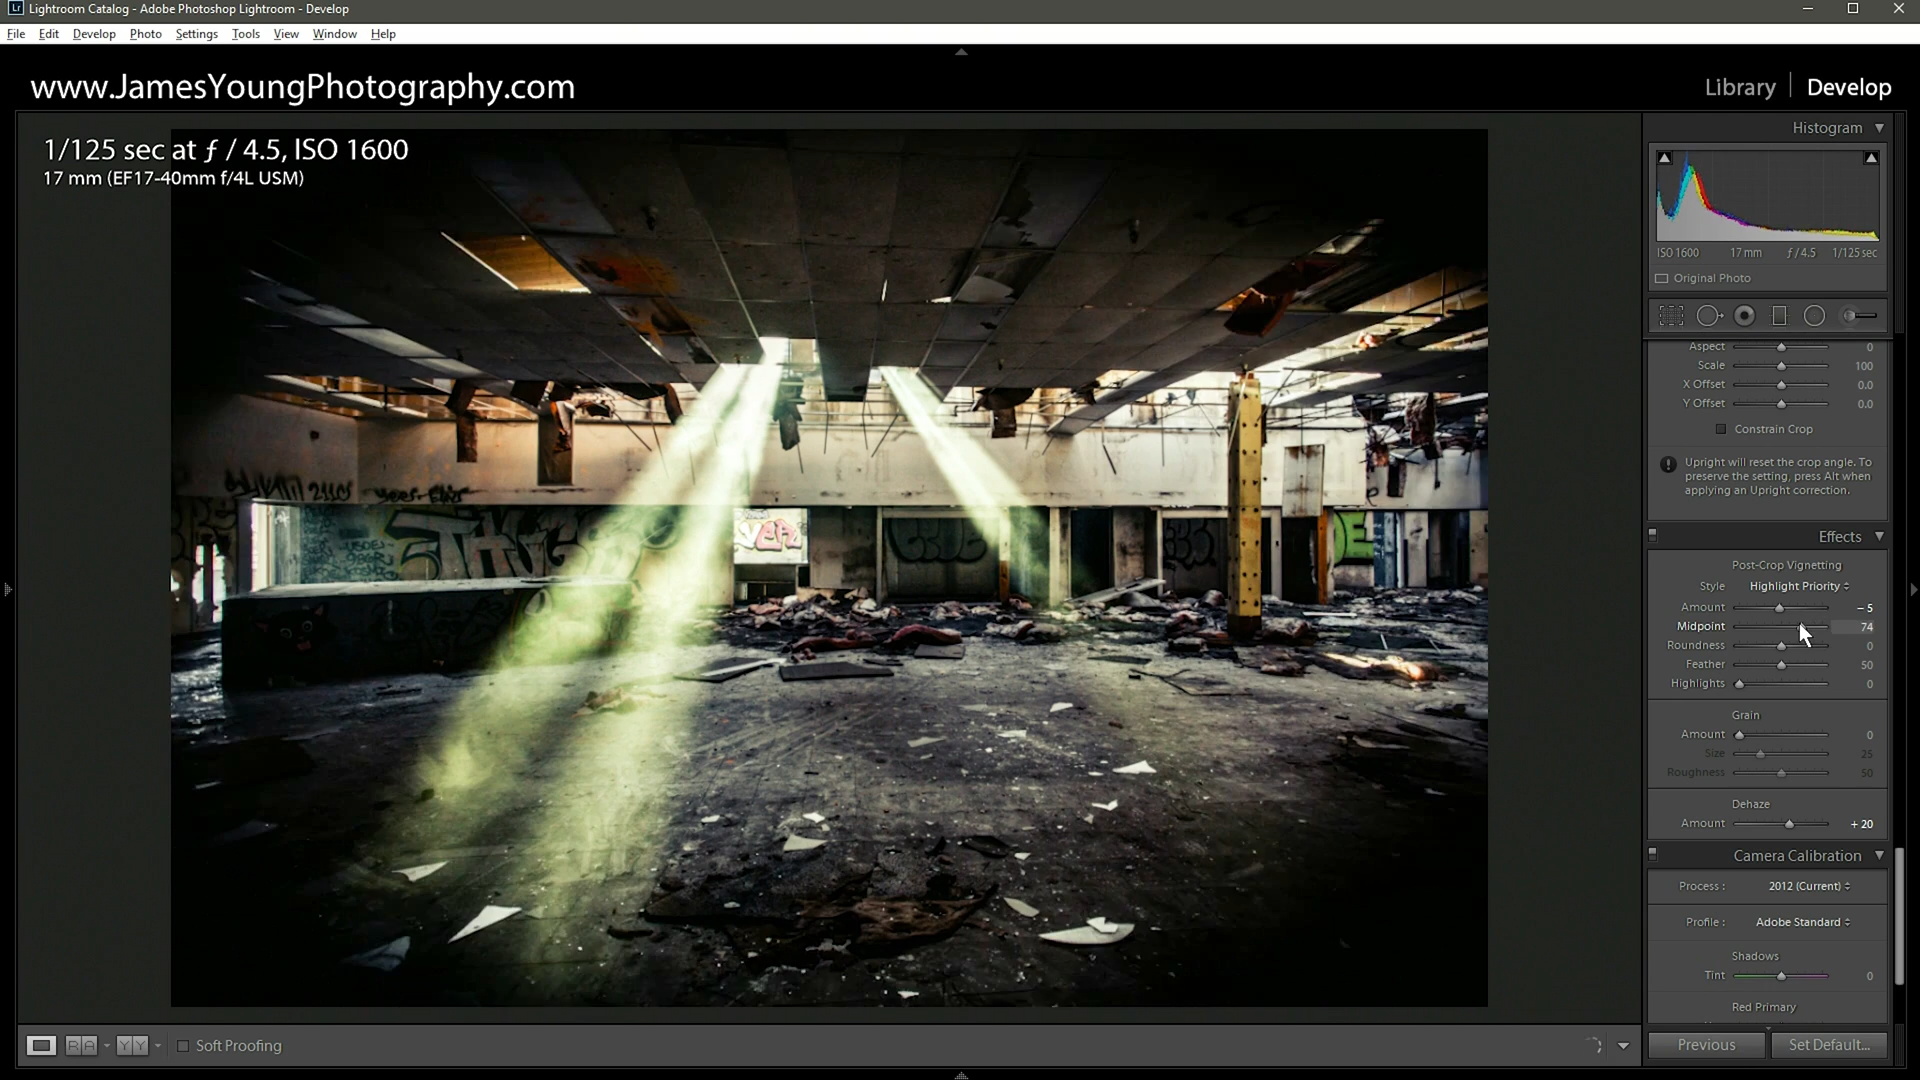 Lightroom Catalog - Adobe Photoshop Lightroom - Develop
File Edit Develop Photo Settings Tools View Window Help
www.JamesYoungPhotography.com
Library | Develop
1/125 sec at ƒ / 4.5, ISO 1600
17 mm (EF17-40mm f/4L USM)
Histogram
ISO 1600 17 mm ƒ / 4.5 1/125 sec
Original Photo
Aspect 0
Scale 100
X Offset 0.0
Y Offset 0.0
Constrain Crop
Upright will reset the crop angle. To
preserve the setting, press Alt when
applying an Upright correction.
Effects
Post-Crop Vignetting
Style Highlight Priority
Amount – 5
Midpoint 74
Roundness 0
Feather 50
Highlights 0
Grain
Amount 0
Size 25
Roughness 50
Dehaze
Amount + 20
Camera Calibration
Process : 2012 (Current)
Profile : Adobe Standard
Shadows
Tint 0
Red Primary
R A Y Y Soft Proofing
Previous Set Default...